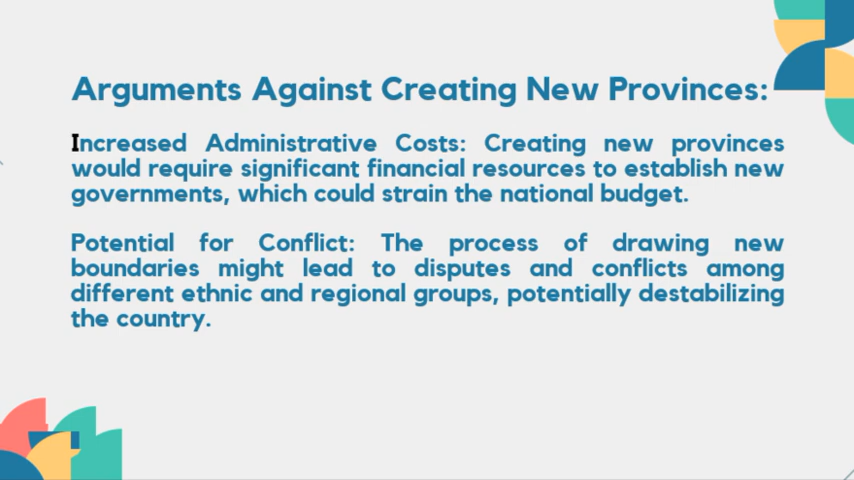 Arguments Against Creating New Provinces:
Increased Administrative Costs: Creating new provinces
would require significant financial resources to establish new
governments, which could strain the national budget.
Potential for Conflict: The process of drawing new
boundaries might lead to disputes and conflicts among
different ethnic and regional groups, potentially destabilizing
the country.